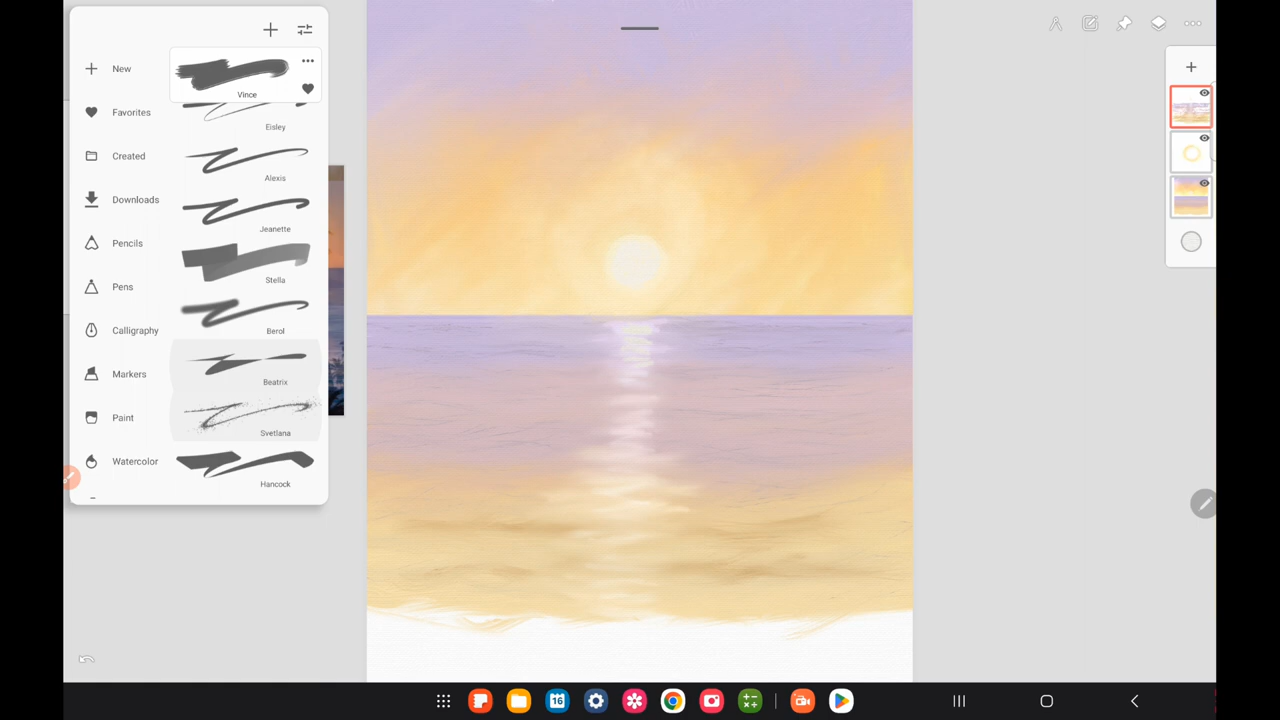 New
Favorites
Created
Downloads
Pencils
Pens
Calligraphy
Markers
Paint
Watercolor
Vince
Eisley
Alexis
Jeanette
Stella
Berol
Beatrix
Svetlana
Hancock
16